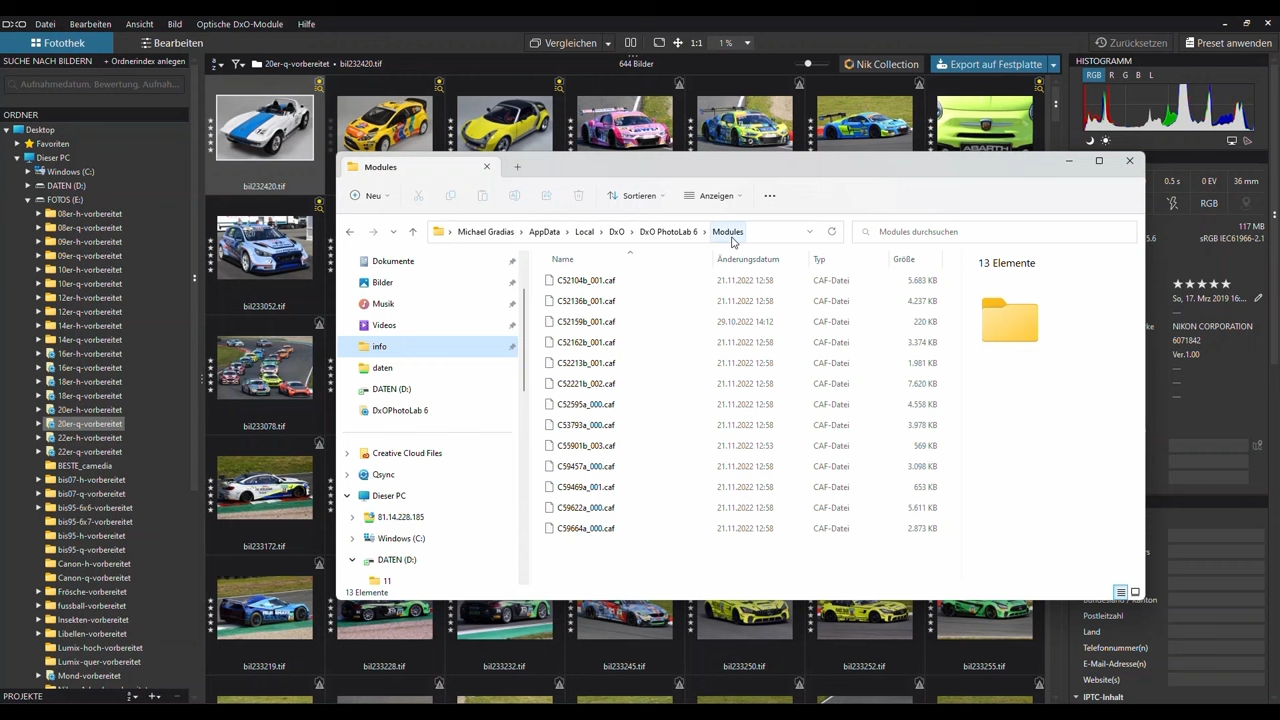 DXO Datei Bearbeiten Ansicht Bild Optische DxO-Module Hilfe
Fotothek Bearbeiten Vergleichen 1:1 1 % Zurücksetzen Preset anwenden
SUCHE NACH BILDERN + Ordnerindex anlegen
20er-q-vorbereitet • bil232420.tif 644 Bilder Nik Collection Export auf Festplatte
HISTOGRAMM
Aufnahmedatum, Bewertung, Aufnah...
RGB R G B L
ORDNER
Desktop
Favoriten
Dieser PC
Windows (C:)
DATEN (D:)
FOTOS (E:)
08er-h-vorbereitet
08er-q-vorbereitet
09er-h-vorbereitet
09er-q-vorbereitet
10er-h-vorbereitet
10er-q-vorbereitet
12er-h-vorbereitet
12er-q-vorbereitet
14er-h-vorbereitet
14er-q-vorbereitet
16er-h-vorbereitet
16er-q-vorbereitet
18er-h-vorbereitet
18er-q-vorbereitet
20er-h-vorbereitet
20er-q-vorbereitet
22er-h-vorbereitet
22er-q-vorbereitet
BESTE_camedia
bis07-h-vorbereitet
bis07-q-vorbereitet
bis95-6x6-vorbereitet
bis95-6x7-vorbereitet
bis95-h-vorbereitet
bis95-q-vorbereitet
Canon-h-vorbereitet
Canon-q-vorbereitet
Frösche-vorbereitet
fussball-vorbereitet
Insekten-vorbereitet
Libellen-vorbereitet
Lumix-hoch-vorbereitet
Lumix-quer-vorbereitet
Mond-vorbereitet
PROJEKTE
ABARTH
bil232420.tif
bil233052.tif
bil233078.tif
bil233172.tif
bil233219.tif bil233228.tif bil233232.tif bil233245.tif bil233250.tif bil233252.tif bil233255.tif
Modules
Neu Sortieren Anzeigen
Michael Gradias AppData Local DxO DxO PhotoLab 6 Modules Modules durchsuchen
Dokumente
Bilder
Musik
Videos
info
daten
DATEN (D:)
DxOPhotoLab 6
Creative Cloud Files
Qsync
Dieser PC
81.14.228.185
Windows (C:)
DATEN (D:)
11
13 Elemente
Name Änderungsdatum Typ Größe
C52104b_001.caf 21.11.2022 12:58 CAF-Datei 5.683 KB
C52136b_001.caf 21.11.2022 12:58 CAF-Datei 4.237 KB
C52159b_001.caf 29.10.2022 14:12 CAF-Datei 220 KB
C52162b_001.caf 21.11.2022 12:58 CAF-Datei 3.374 KB
C52213b_001.caf 21.11.2022 12:58 CAF-Datei 1.981 KB
C52221b_002.caf 21.11.2022 12:58 CAF-Datei 7.620 KB
C52595a_000.caf 21.11.2022 12:58 CAF-Datei 4.558 KB
C53793a_000.caf 21.11.2022 12:58 CAF-Datei 3.978 KB
C55901b_003.caf 21.11.2022 12:53 CAF-Datei 569 KB
C59457a_000.caf 21.11.2022 12:58 CAF-Datei 3.098 KB
C59469a_001.caf 21.11.2022 12:58 CAF-Datei 653 KB
C59622a_000.caf 21.11.2022 12:58 CAF-Datei 5.611 KB
C59664a_000.caf 21.11.2022 12:58 CAF-Datei 2.873 KB
13 Elemente
0.5 s 0 EV 36 mm
RGB
115 MB
5.6 sRGB IEC61966-2.1
So, 17. Mrz 2019 16...
NIKON CORPORATION
6071842
Ver.1.00
Postleitzahl
Land
Telefonnummer(n)
E-Mail-Adresse(n)
Website(s)
IPTC-Inhalt